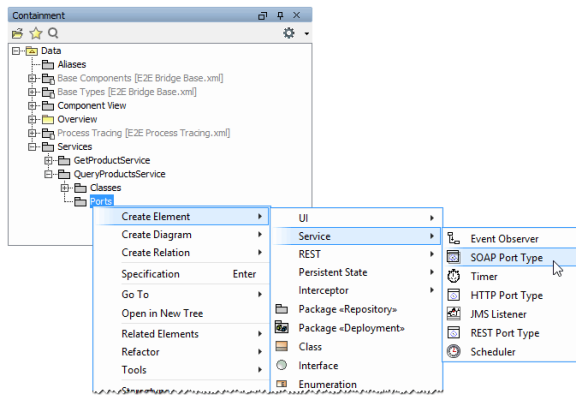 Containment
Data
Aliases
Base Components [E2E Bridge Base.xml]
Base Types [E2E Bridge Base.xml]
Component View
Overview
Process Tracing [E2E Process Tracing.xml]
Services
GetProductService
QueryProductsService
Classes
Ports
Create Element
Create Diagram
Create Relation
Specification Enter
Go To
Open in New Tree
Related Elements
Refactor
Tools
UI
Service
REST
Persistent State
Interceptor
Package «Repository»
Package «Deployment»
Class
Interface
Enumeration
Event Observer
SOAP Port Type
Timer
HTTP Port Type
JMS Listener
REST Port Type
Scheduler